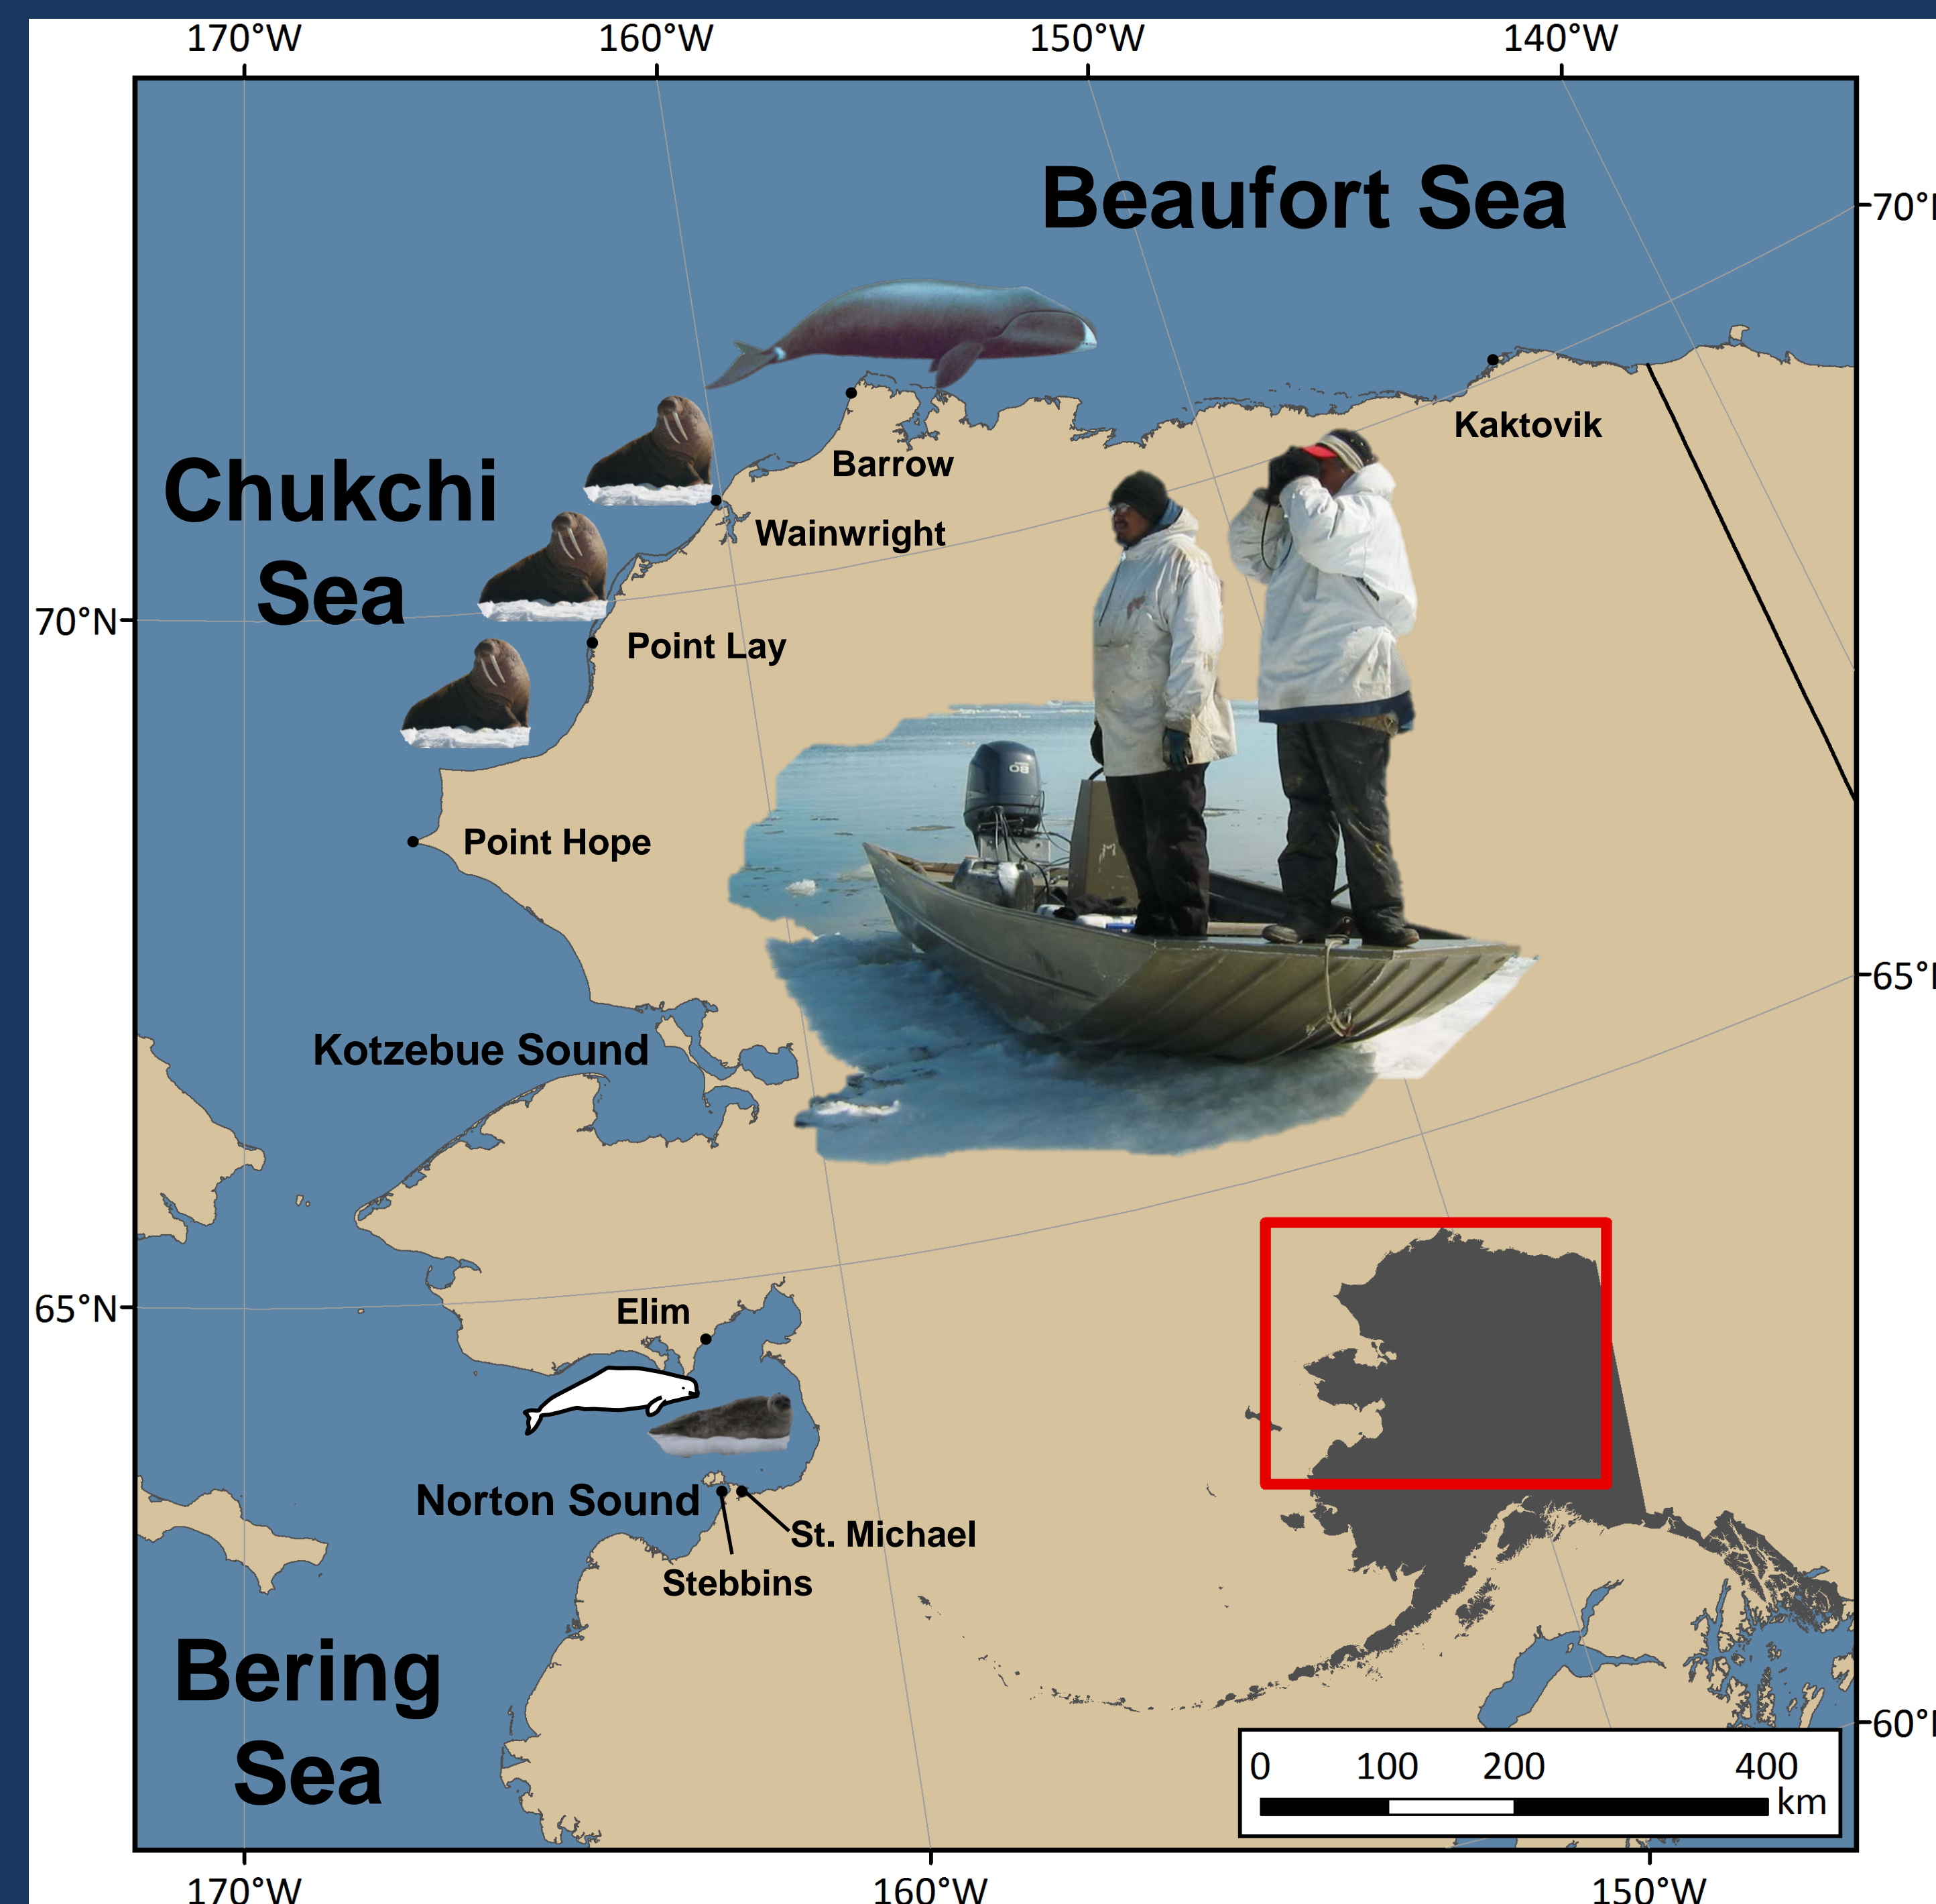 170°W 160°W 150°W 140°W
Beaufort Sea
70°
Kaktovik
Barrow
Chukchi
Sea
Wainwright
70°N
Point Lay
80
Point Hope
65°
Kotzebue Sound
65°N
Elim
Norton Sound
St. Michael
Stebbins
Bering
Sea
60°
0 100 200 400
km
170°W 160°W 150°W